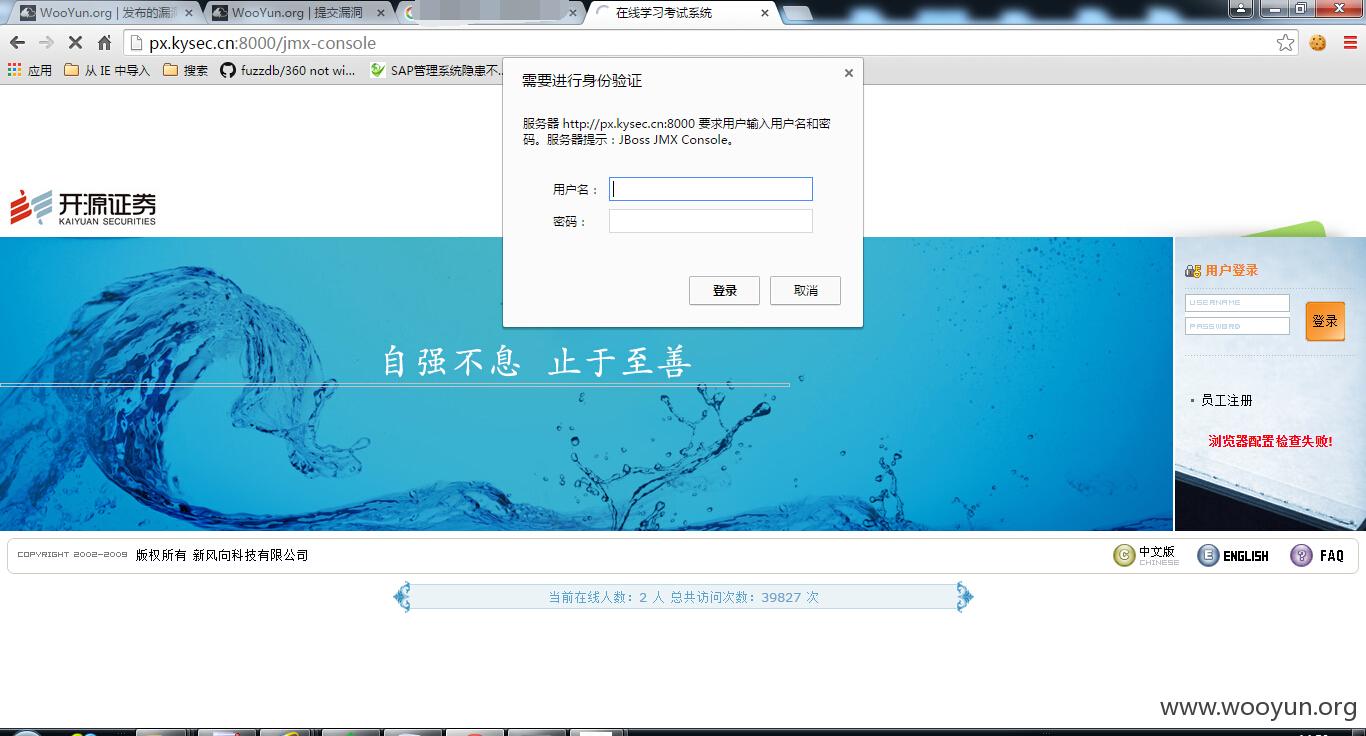 WooYun.org | 发布的漏
WooYun.org | 提交漏洞
在线学习考试系统
px.kysec.cn:8000/jmx-console
应用
从 IE 中导入
搜索
fuzzdb/360 not wi...
SAP管理系统隐患不...
需要进行身份验证
服务器 http://px.kysec.cn:8000 要求用户输入用户名和密
码。服务器提示：JBoss JMX Console。
用户名：
密码：
登录
取消
开源证券
KAIYUAN SECURITIES
自强不息 止于至善
用户登录
USERNAME
PASSWORD
登录
员工注册
浏览器配置检查失败!
COPYRIGHT 2002-2009 版权所有 新风向科技有限公司
中文版
CHINESE
ENGLISH
FAQ
当前在线人数：2 人 总共访问次数：39827 次
www.wooyun.org